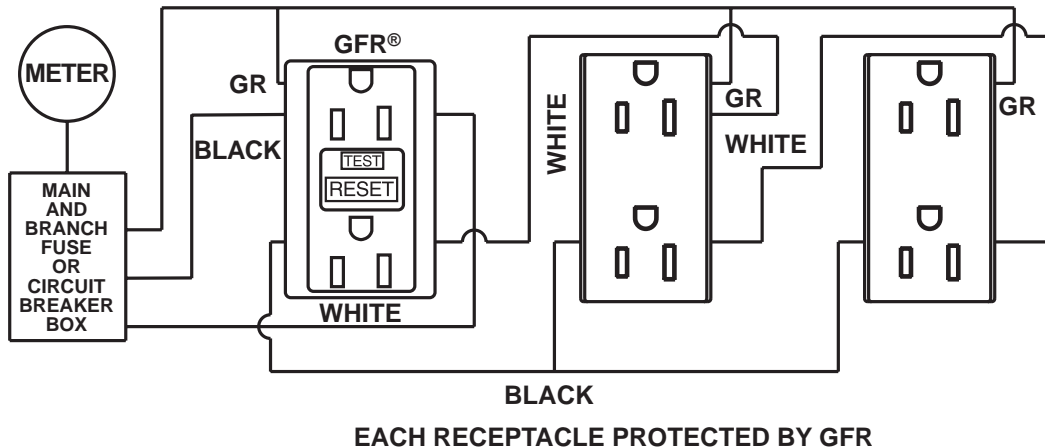 METER
MAIN
AND
BRANCH
FUSE
OR
CIRCUIT
BREAKER
BOX
GFR®
GR
BLACK
TEST
RESET
WHITE
WHITE
GR
WHITE
GR
BLACK
EACH RECEPTACLE PROTECTED BY GFR